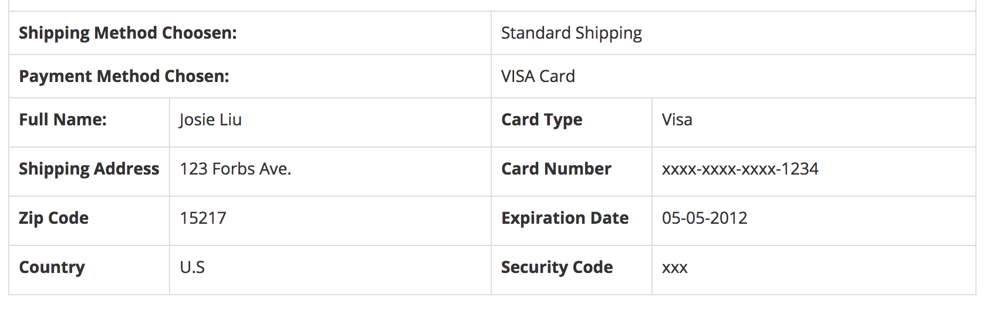 Shipping Method Choosen: Standard Shipping
Payment Method Chosen: VISA Card
Full Name: Josie Liu Card Type Visa
Shipping Address 123 Forbs Ave. Card Number xxxx-xxxx-xxxx-1234
Zip Code 15217 Expiration Date 05-05-2012
Country U.S Security Code xxx